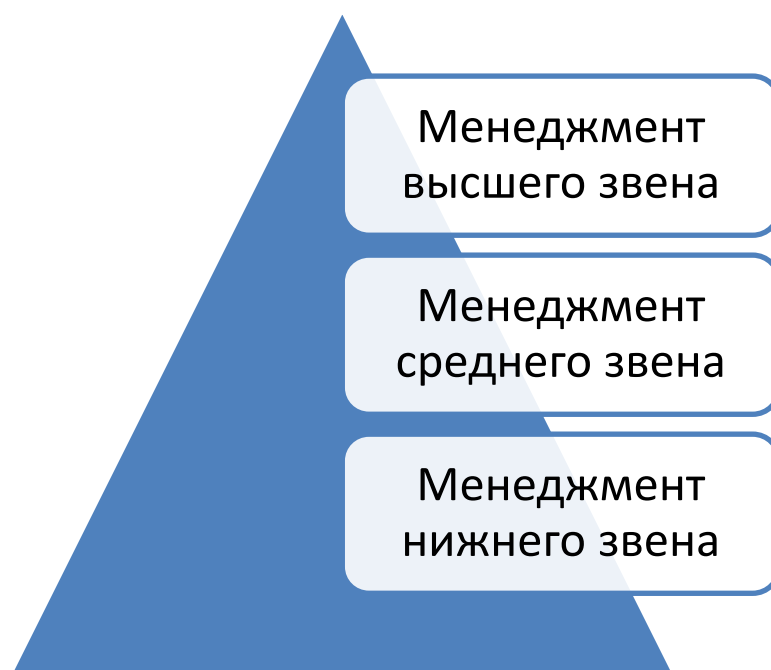 Менеджмент
высшего звена
Менеджмент
среднего звена
Менеджмент
нижнего звена